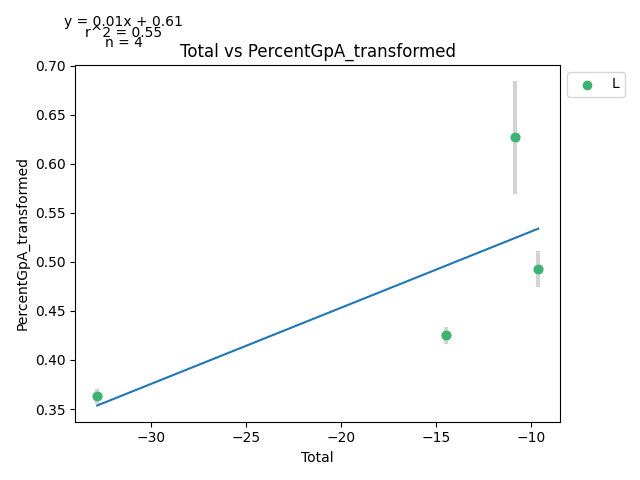 y = 0.01x + 0.61
r^2 = 0.55
n = 4
Total vs PercentGpA_transformed
L
PercentGpA_transformed
0.70
0.65
0.60
0.55
0.50
0.45
0.40
0.35
−30
−25
−20
−15
−10
Total